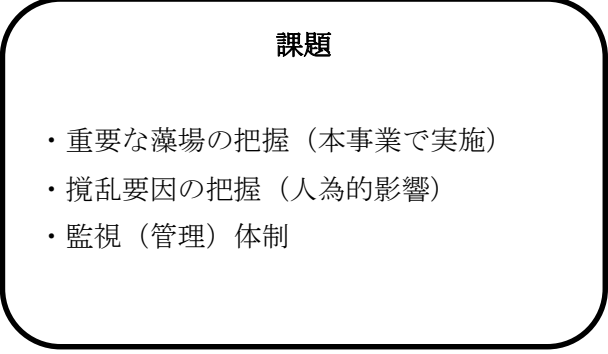 課題
・重要な藻場の把握（本事業で実施）
・撹乱要因の把握（人為的影響）
・監視（管理）体制